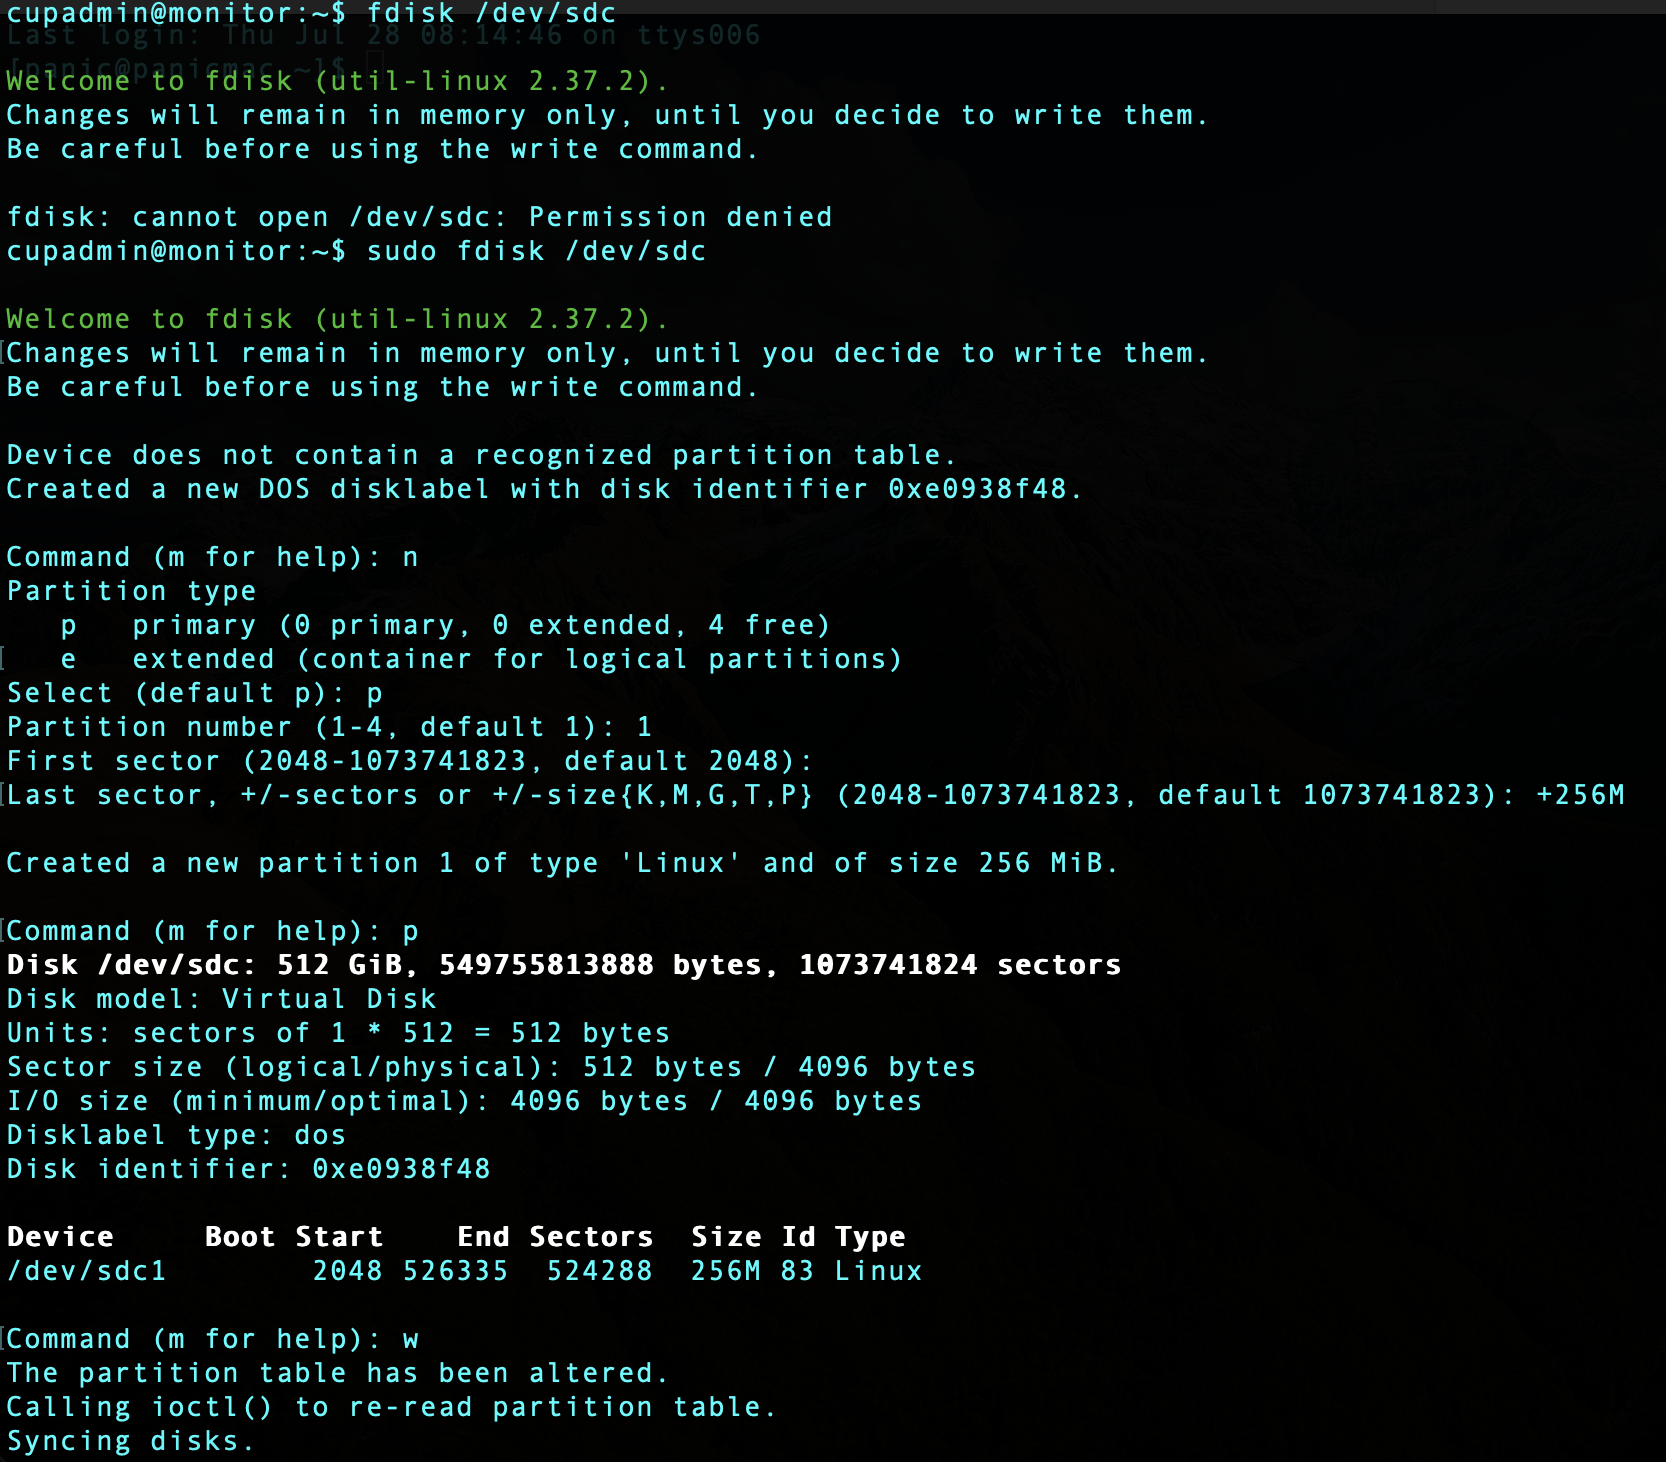 cupadmin@monitor:~$ fdisk /dev/sdc
Last login: Thu Jul 28 08:14:46 on ttys006
[panic@panicmac ~]$
Welcome to fdisk (util-linux 2.37.2).
Changes will remain in memory only, until you decide to write them.
Be careful before using the write command.
fdisk: cannot open /dev/sdc: Permission denied
cupadmin@monitor:~$ sudo fdisk /dev/sdc
Welcome to fdisk (util-linux 2.37.2).
Changes will remain in memory only, until you decide to write them.
Be careful before using the write command.
Device does not contain a recognized partition table.
Created a new DOS disklabel with disk identifier 0xe0938f48.
Command (m for help): n
Partition type
   p   primary (0 primary, 0 extended, 4 free)
   e   extended (container for logical partitions)
Select (default p): p
Partition number (1-4, default 1): 1
First sector (2048-1073741823, default 2048):
Last sector, +/-sectors or +/-size{K,M,G,T,P} (2048-1073741823, default 1073741823): +256M
Created a new partition 1 of type 'Linux' and of size 256 MiB.
Command (m for help): p
Disk /dev/sdc: 512 GiB, 549755813888 bytes, 1073741824 sectors
Disk model: Virtual Disk
Units: sectors of 1 * 512 = 512 bytes
Sector size (logical/physical): 512 bytes / 4096 bytes
I/O size (minimum/optimal): 4096 bytes / 4096 bytes
Disklabel type: dos
Disk identifier: 0xe0938f48
Device     Boot Start    End Sectors  Size Id Type
/dev/sdc1        2048 526335  524288  256M 83 Linux
Command (m for help): w
The partition table has been altered.
Calling ioctl() to re-read partition table.
Syncing disks.